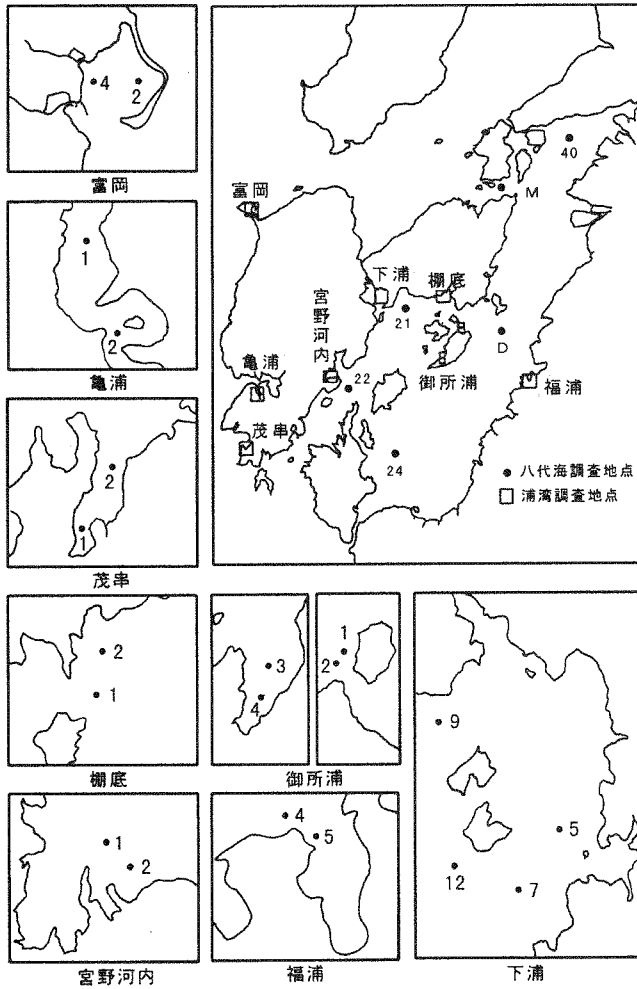 4
2
富岡
1
2
亀浦
2
1
茂串
40
M
富岡
下浦
棚底
宮野河内
21
D
亀浦
22
御所浦
福浦
茂串
24
八代海調査地点
浦湾調査地点
2
1
棚底
3
4
1
2
御所浦
9
5
12
7
下浦
1
2
宮野河内
4
5
福浦